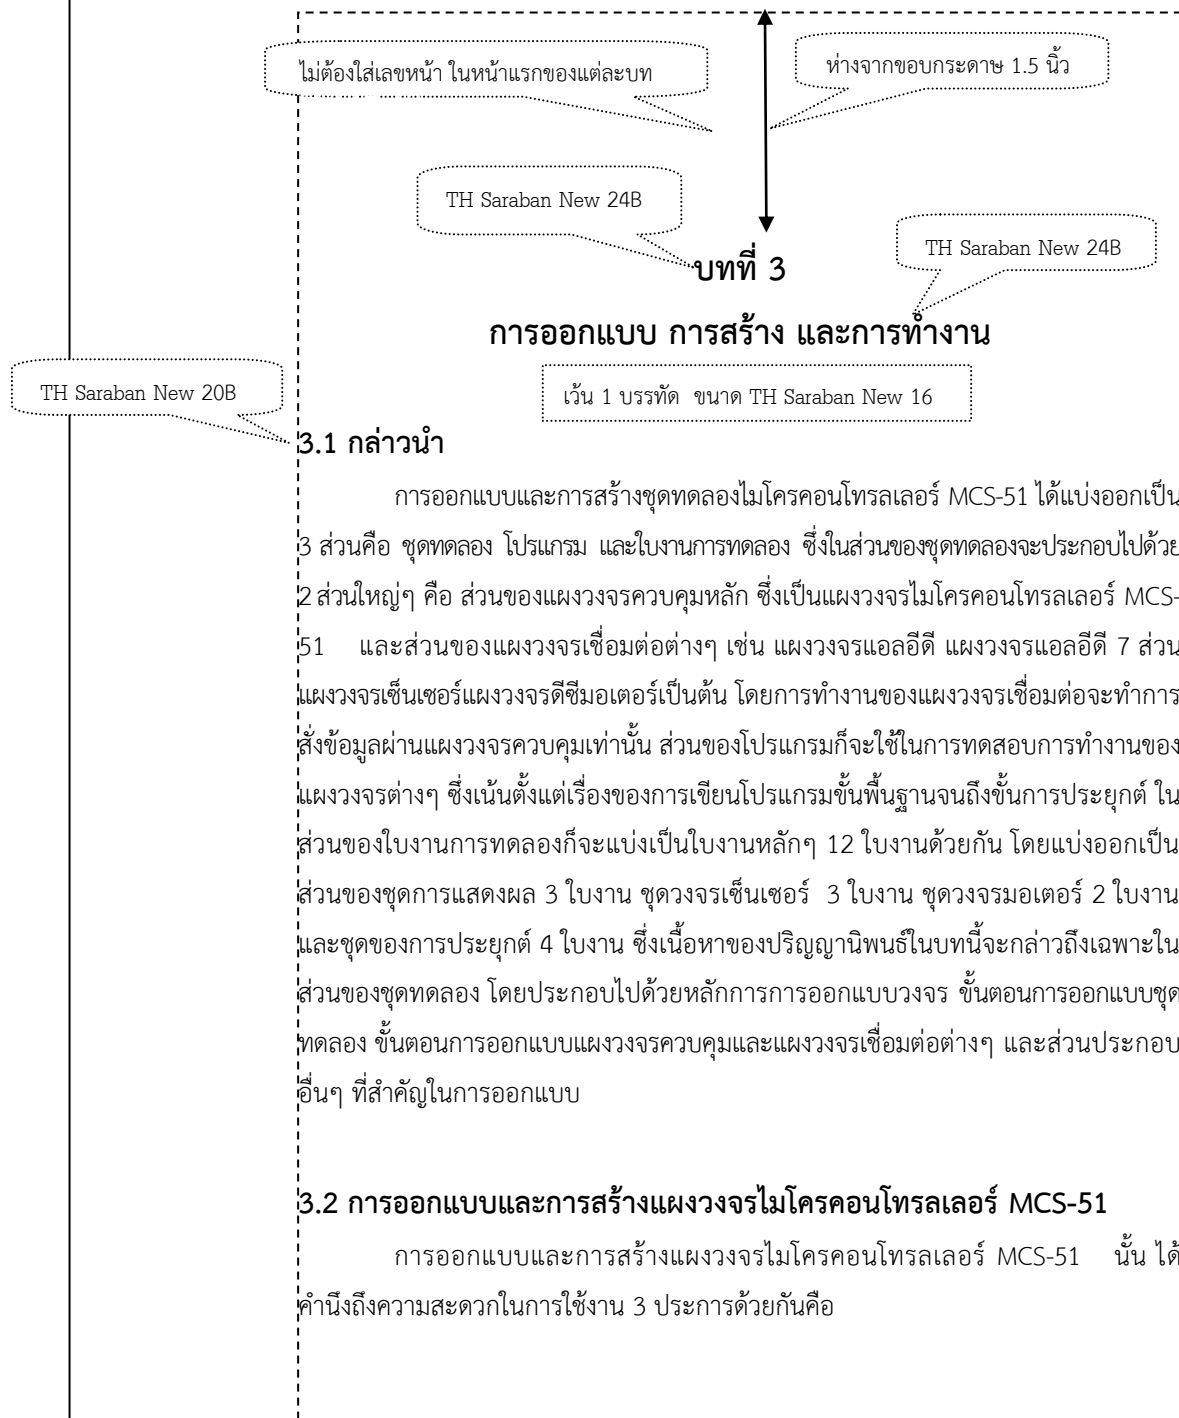 ไม่ต้องใส่เลขหน้า ในหน้าแรกของแต่ละบท
ห่างจากขอบกระดาษ 1.5 นิ้ว
TH Saraban New 24B
TH Saraban New 24B
บทที่ 3
การออกแบบ การสร้าง และการทำงาน
TH Saraban New 20B
เว้น 1 บรรทัด ขนาด TH Saraban New 16
3.1 กล่าวนำ
การออกแบบและการสร้างชุดทดลองไมโครคอนโทรลเลอร์ MCS-51 ได้แบ่งออกเป็น
3 ส่วนคือ ชุดทดลอง โปรแกรม และใบงานการทดลอง ซึ่งในส่วนของชุดทดลองจะประกอบไปด้วย
2 ส่วนใหญ่ๆ คือ ส่วนของแผงวงจรควบคุมหลัก ซึ่งเป็นแผงวงจรไมโครคอนโทรลเลอร์ MCS-
51 และส่วนของแผงวงจรเชื่อมต่อต่างๆ เช่น แผงวงจรแอลอีดี แผงวงจรแอลอีดี 7 ส่วน
แผงวงจรเซ็นเซอร์แผงวงจรดีซีมอเตอร์เป็นต้น โดยการทำงานของแผงวงจรเชื่อมต่อจะทำการ
สั่งข้อมูลผ่านแผงวงจรควบคุมเท่านั้น ส่วนของโปรแกรมก็จะใช้ในการทดสอบการทำงานของ
แผงวงจรต่างๆ ซึ่งเน้นตั้งแต่เรื่องของการเขียนโปรแกรมขั้นพื้นฐานจนถึงขั้นการประยุกต์ ใน
ส่วนของใบงานการทดลองก็จะแบ่งเป็นใบงานหลักๆ 12 ใบงานด้วยกัน โดยแบ่งออกเป็น
ส่วนของชุดการแสดงผล 3 ใบงาน ชุดวงจรเซ็นเซอร์ 3 ใบงาน ชุดวงจรมอเตอร์ 2 ใบงาน
และชุดของการประยุกต์ 4 ใบงาน ซึ่งเนื้อหาของปริญญานิพนธ์ในบทนี้จะกล่าวถึงเฉพาะใน
ส่วนของชุดทดลอง โดยประกอบไปด้วยหลักการการออกแบบวงจร ขั้นตอนการออกแบบชุด
ทดลอง ขั้นตอนการออกแบบแผงวงจรควบคุมและแผงวงจรเชื่อมต่อต่างๆ และส่วนประกอบ
อื่นๆ ที่สำคัญในการออกแบบ
3.2 การออกแบบและการสร้างแผงวงจรไมโครคอนโทรลเลอร์ MCS-51
การออกแบบและการสร้างแผงวงจรไมโครคอนโทรลเลอร์ MCS-51 นั้น ได้
คำนึงถึงความสะดวกในการใช้งาน 3 ประการด้วยกันคือ